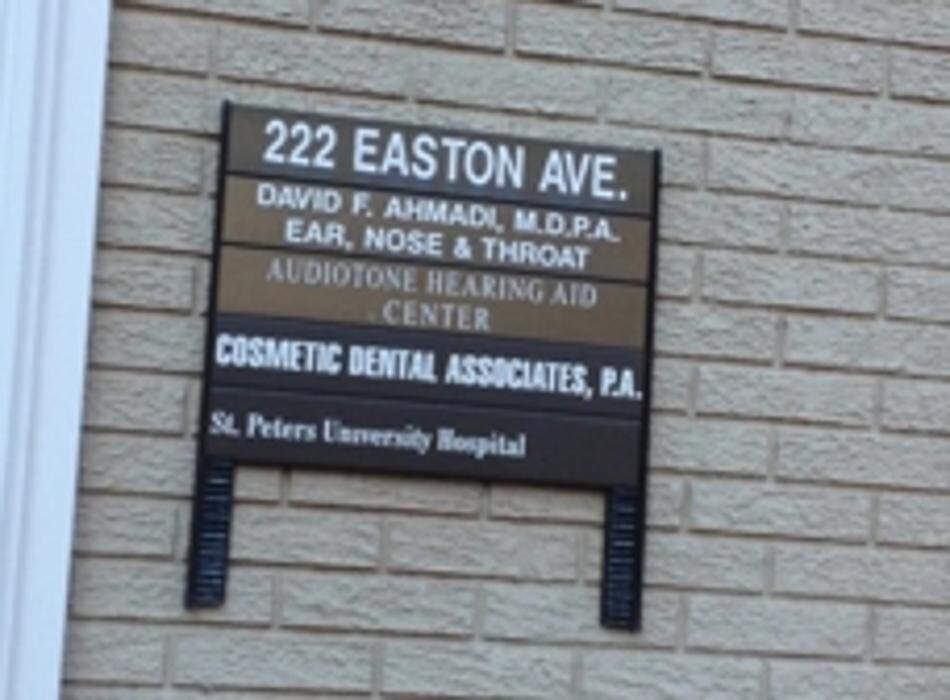 222 EASTON AVE.
DAVID F. AHMADI, M.D.P.A.
EAR, NOSE & THROAT
AUDIOTONE HEARING AID
CENTER
COSMETIC DENTAL ASSOCIATES, P.A.
St. Peters University Hospital